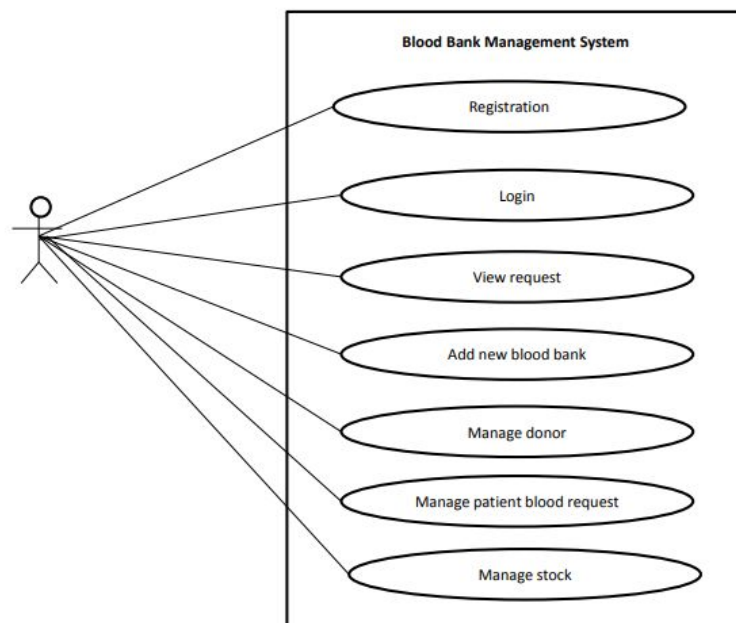 Blood Bank Management System
Registration
Login
View request
Add new blood bank
Manage donor
Manage patient blood request
Manage stock